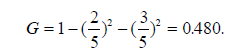 G = 1 − (2/5)² − (3/5)² = 0.480.